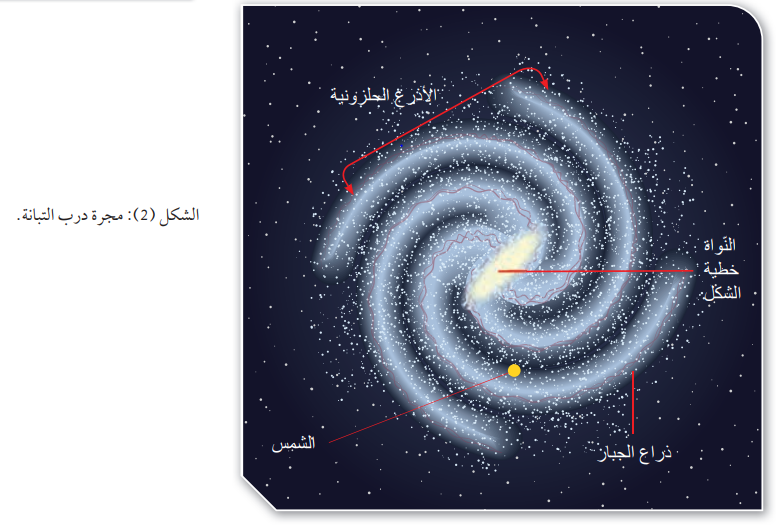 الأذرع الحلزونية
الشكل (2): مجرة درب التبانة.
النّواة
خطية
الشكل
الشمس
ذراع الجبار